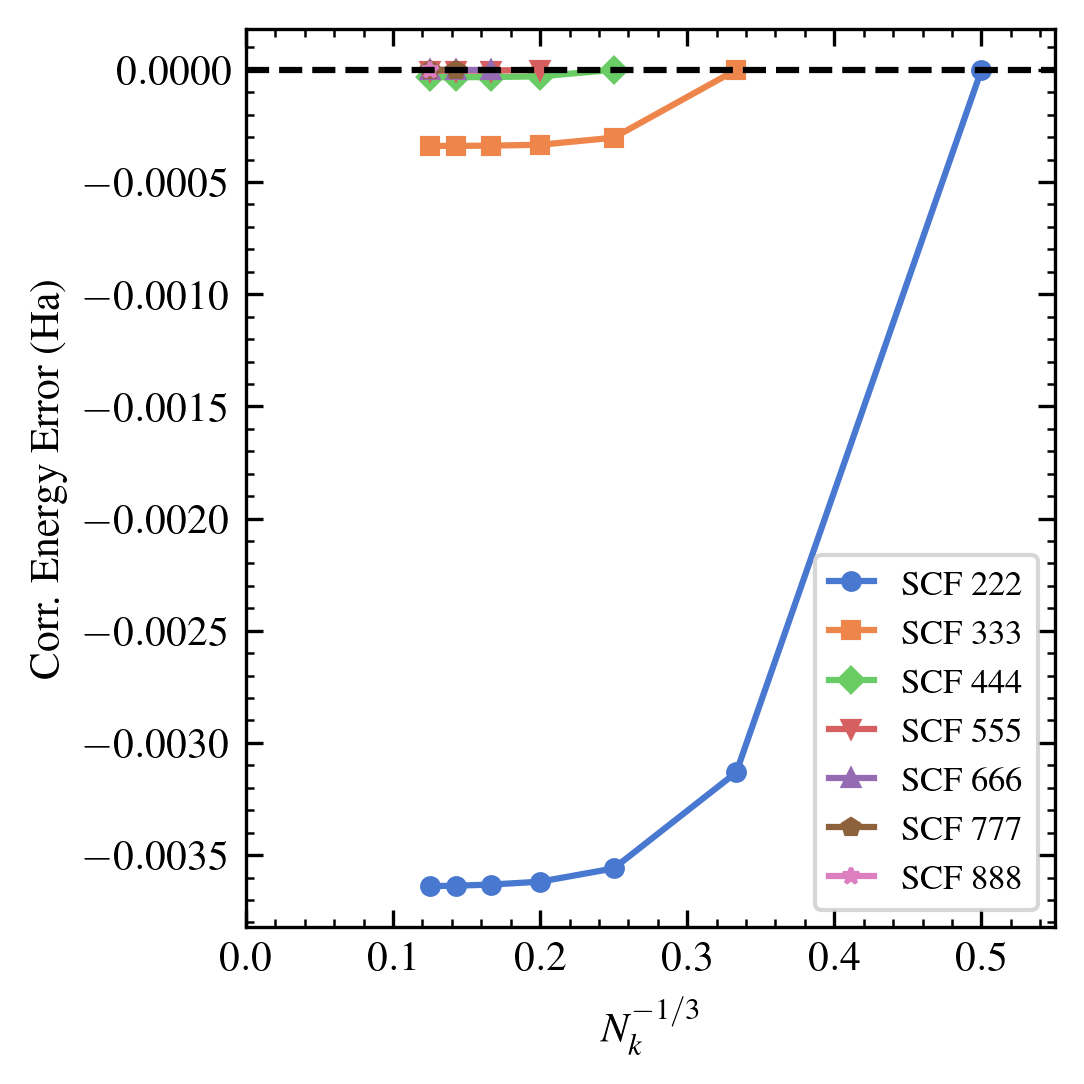 0.0000
−0.0005
−0.0010
−0.0015
−0.0020
−0.0025
−0.0030
−0.0035
Corr. Energy Error (Ha)
SCF 222
SCF 333
SCF 444
SCF 555
SCF 666
SCF 777
SCF 888
0.0 0.1 0.2 0.3 0.4 0.5
$N_k^{-1/3}$